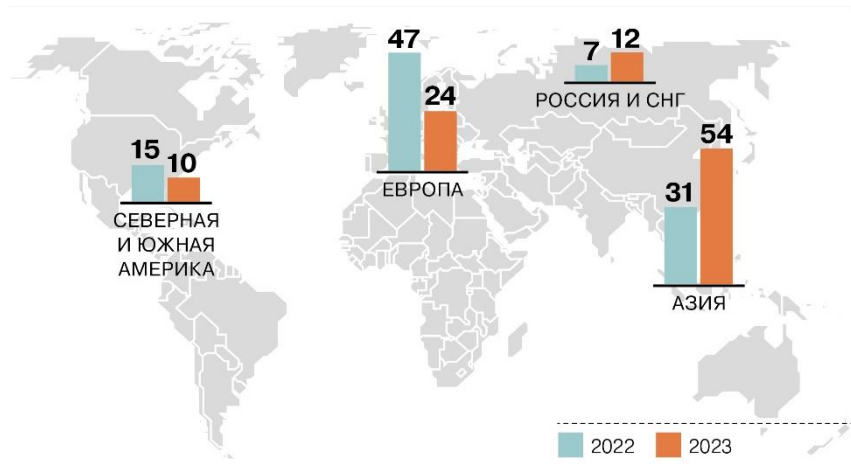 47
24
ЕВРОПА
7
12
РОССИЯ И СНГ
15
10
СЕВЕРНАЯ
И ЮЖНАЯ
АМЕРИКА
31
54
АЗИЯ
2022
2023